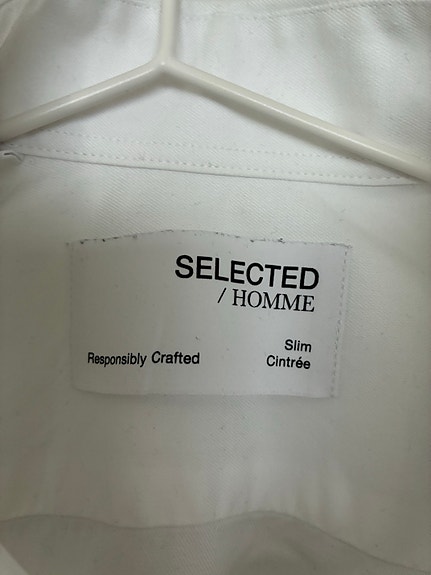 SELECTED
/ HOMME
Slim
Responsibly Crafted Cintrée